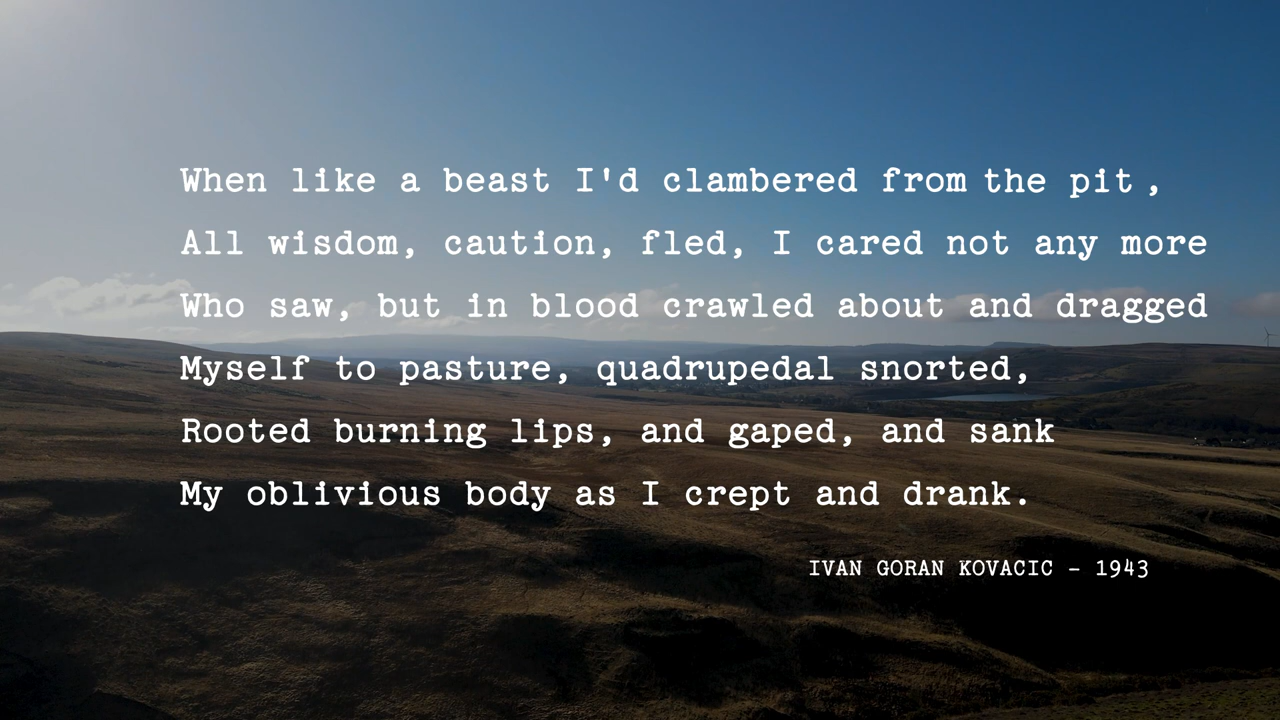 When like a beast I'd clambered from the pit,
All wisdom, caution, fled, I cared not any more
Who saw, but in blood crawled about and dragged
Myself to pasture, quadrupedal snorted,
Rooted burning lips, and gaped, and sank
My oblivious body as I crept and drank.
IVAN GORAN KOVACIC - 1943